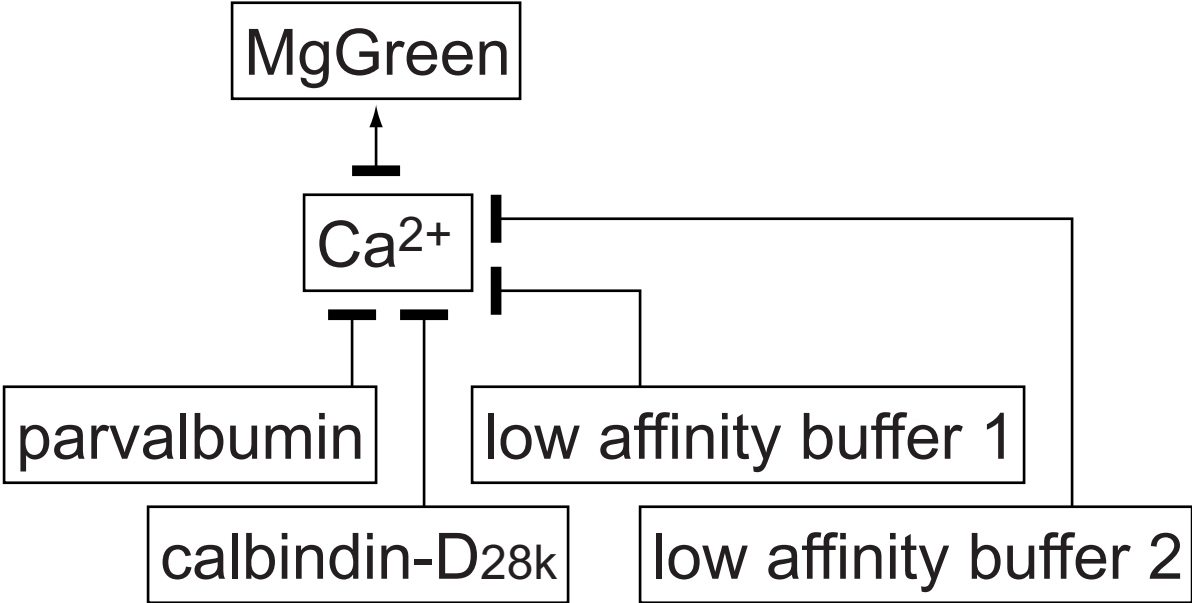 MgGreen
Ca²⁺
parvalbumin
low affinity buffer 1
calbindin-D28k
low affinity buffer 2